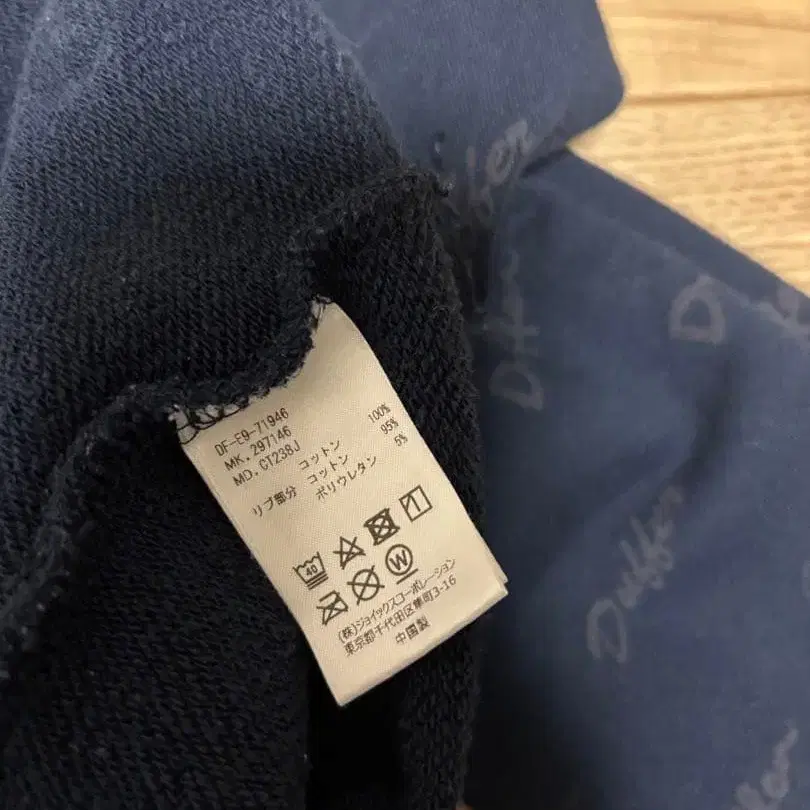 DF-E9-71946
MK.297146
MD.CT238J
コットン 100%
リブ部分 コットン 95%
ポリウレタン 5%
40
W
(株)ジョイックスコーポレーション
東京都千代田区隼町3-16
中国製
Duffer
Duffer
D
Duffer